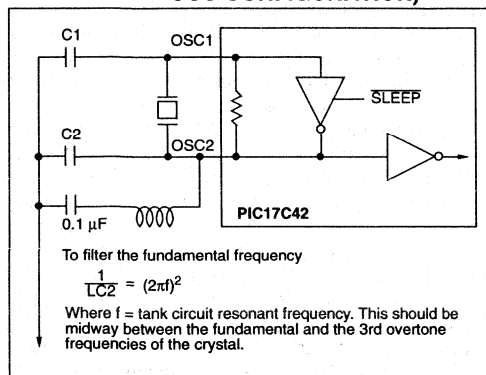 C1
OSC1
SLEEP
C2
OSC2
0.1 µF
PIC17C42
To filter the fundamental frequency
1
LC2 = (2πf)²
Where f = tank circuit resonant frequency. This should be
midway between the fundamental and the 3rd overtone
frequencies of the crystal.